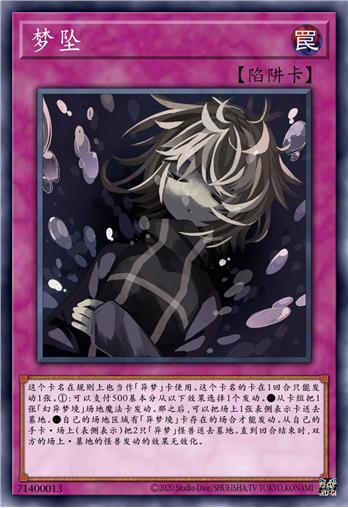 梦坠
罠
【陷阱卡】
这个卡名在规则上也当作「异梦」卡使用。这个卡名的卡在1回合只能发
动1张。①:可以支付500基本分从以下效果选择1个发动。●从卡组把1
张「幻异梦境」场地魔法卡发动。那之后,可以把场上1张表侧表示卡送去
墓地。●自己的场地区域有「异梦境」卡存在的场合才能发动。从自己的
手卡・场上(表侧表示)把2只「异梦」怪兽送去墓地。直到回合结束时,双
方的场上・墓地的怪兽发动的效果无效化。
71400013
©2020 Studio Dice/SHUEISHA,TV TOKYO,KONAMI